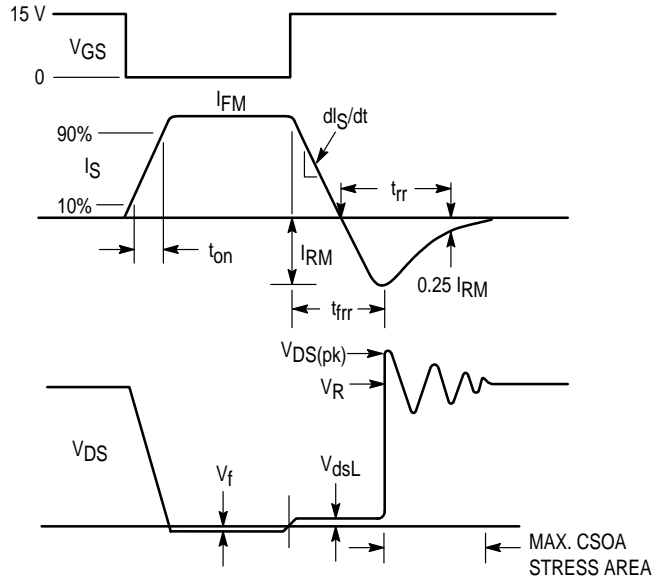 15 V
VGS
0
IFM
dIS/dt
90%
IS
trr
10%
ton
IRM
0.25 IRM
tfrr
VDS(pk)
VR
VDS
Vf
VdsL
MAX. CSOA
STRESS AREA